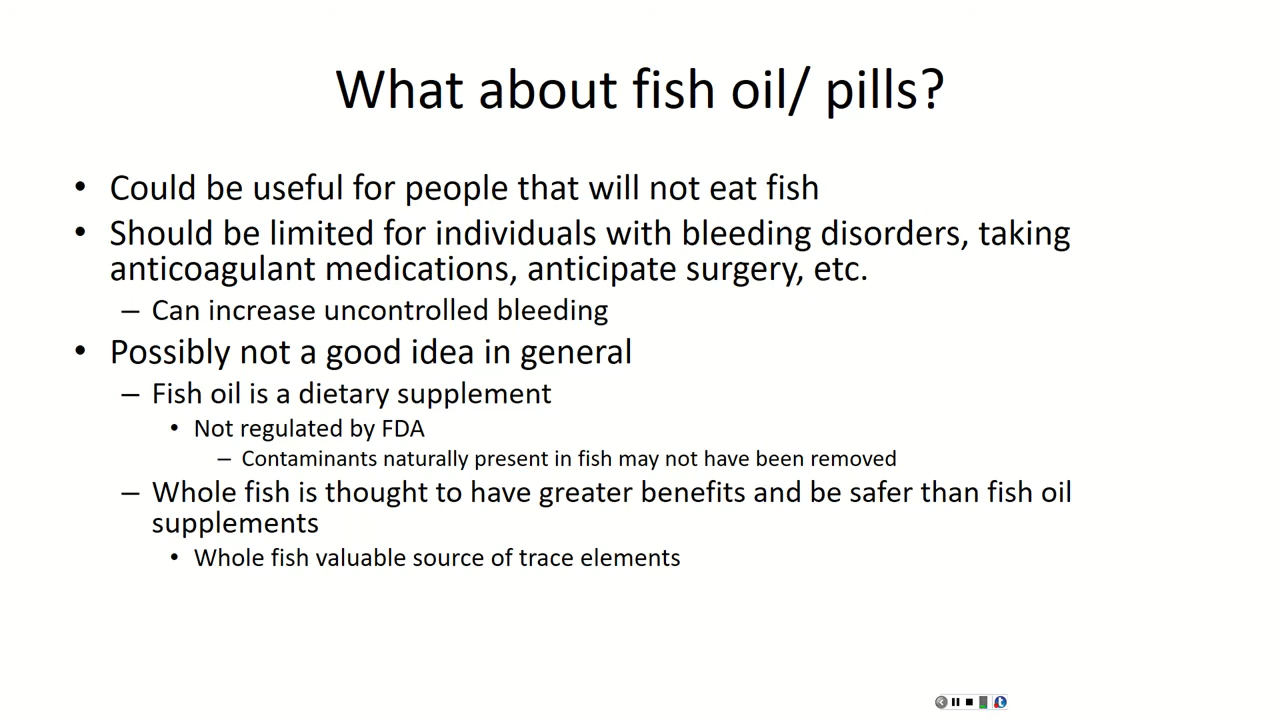 What about fish oil/ pills?
• Could be useful for people that will not eat fish
• Should be limited for individuals with bleeding disorders, taking
anticoagulant medications, anticipate surgery, etc.
– Can increase uncontrolled bleeding
• Possibly not a good idea in general
– Fish oil is a dietary supplement
• Not regulated by FDA
– Contaminants naturally present in fish may not have been removed
– Whole fish is thought to have greater benefits and be safer than fish oil
supplements
• Whole fish valuable source of trace elements